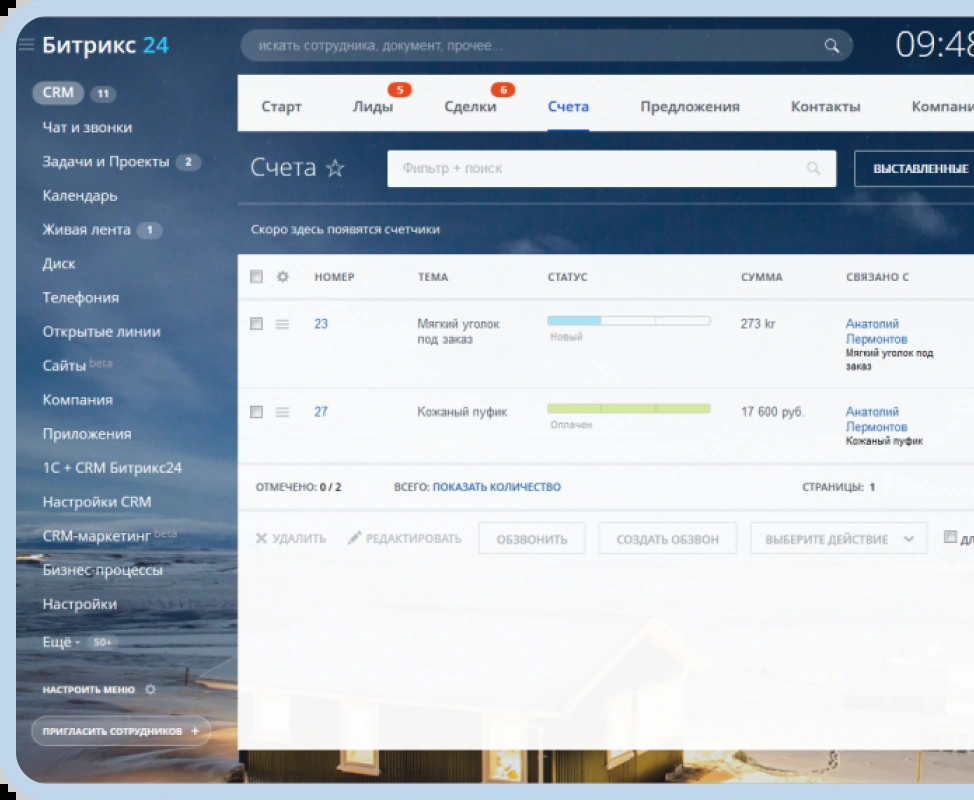 Битрикс 24
искать сотрудника, документ, прочее...
09:48
CRM 11
Чат и звонки
Задачи и Проекты 2
Календарь
Живая лента 1
Диск
Телефония
Открытые линии
Сайты beta
Компания
Приложения
1С + CRM Битрикс24
Настройки CRM
CRM-маркетинг beta
Бизнес-процессы
Настройки
Ещё - 50+
НАСТРОИТЬ МЕНЮ
ПРИГЛАСИТЬ СОТРУДНИКОВ +
Старт Лиды 5 Сделки 6 Счета Предложения Контакты Компани
Счета
Фильтр + поиск
ВЫСТАВЛЕННЫЕ
Скоро здесь появятся счетчики
НОМЕР ТЕМА СТАТУС СУММА СВЯЗАНО С
23 Мягкий уголок 273 kr Анатолий
под заказ Новый Лермонтов
Мягкий уголок под
заказ
27 Кожаный пуфик 17 600 руб. Анатолий
Оплачен Лермонтов
Кожаный пуфик
ОТМЕЧЕНО: 0 / 2 ВСЕГО: ПОКАЗАТЬ КОЛИЧЕСТВО СТРАНИЦЫ: 1
УДАЛИТЬ РЕДАКТИРОВАТЬ ОБЗВОНИТЬ СОЗДАТЬ ОБЗВОН ВЫБЕРИТЕ ДЕЙСТВИЕ